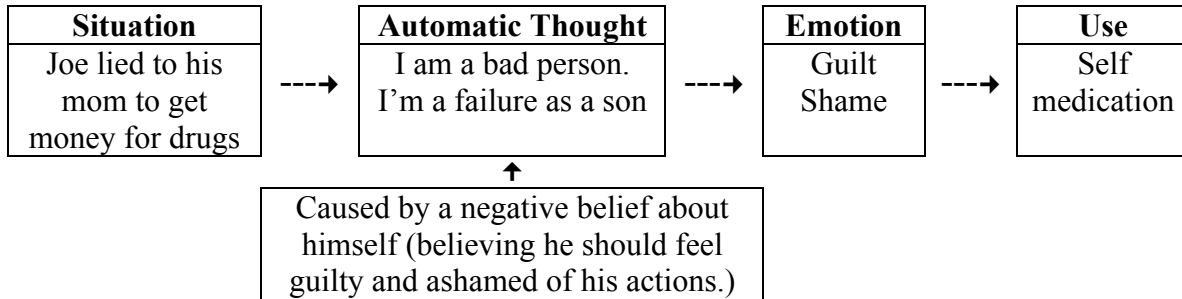 Situation
Joe lied to his
mom to get
money for drugs
Automatic Thought
I am a bad person.
I’m a failure as a son
Emotion
Guilt
Shame
Use
Self
medication
Caused by a negative belief about
himself (believing he should feel
guilty and ashamed of his actions.)